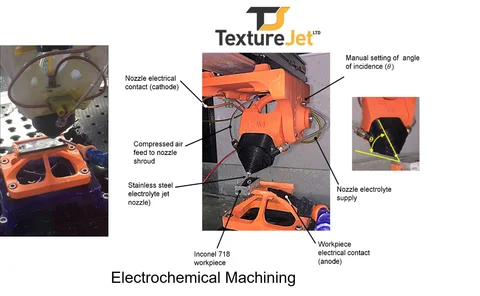 TextureJet LTD
Nozzle electrical
contact (cathode)
Manual setting of angle
of incidence (θ)
Compressed air
feed to nozzle
shroud
Stainless steel
electrolyte jet
nozzle)
Nozzle electrolyte
supply
Inconel 718
workpiece
Workpiece
electrical contact
(anode)
Electrochemical Machining